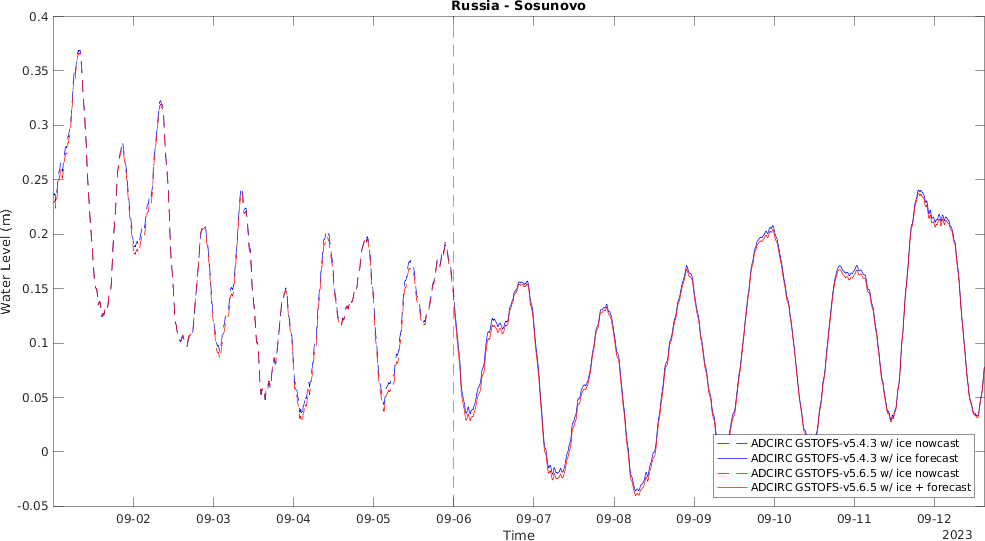 Russia - Sosunovo
0.4
0.35
0.3
0.25
0.2
0.15
0.1
0.05
0
-0.05
Water Level (m)
09-02 09-03 09-04 09-05 09-06 09-07 09-08 09-09 09-10 09-11 09-12
Time
2023
ADCIRC GSTOFS-v5.4.3 w/ ice nowcast
ADCIRC GSTOFS-v5.4.3 w/ ice forecast
ADCIRC GSTOFS-v5.6.5 w/ ice nowcast
ADCIRC GSTOFS-v5.6.5 w/ ice + forecast